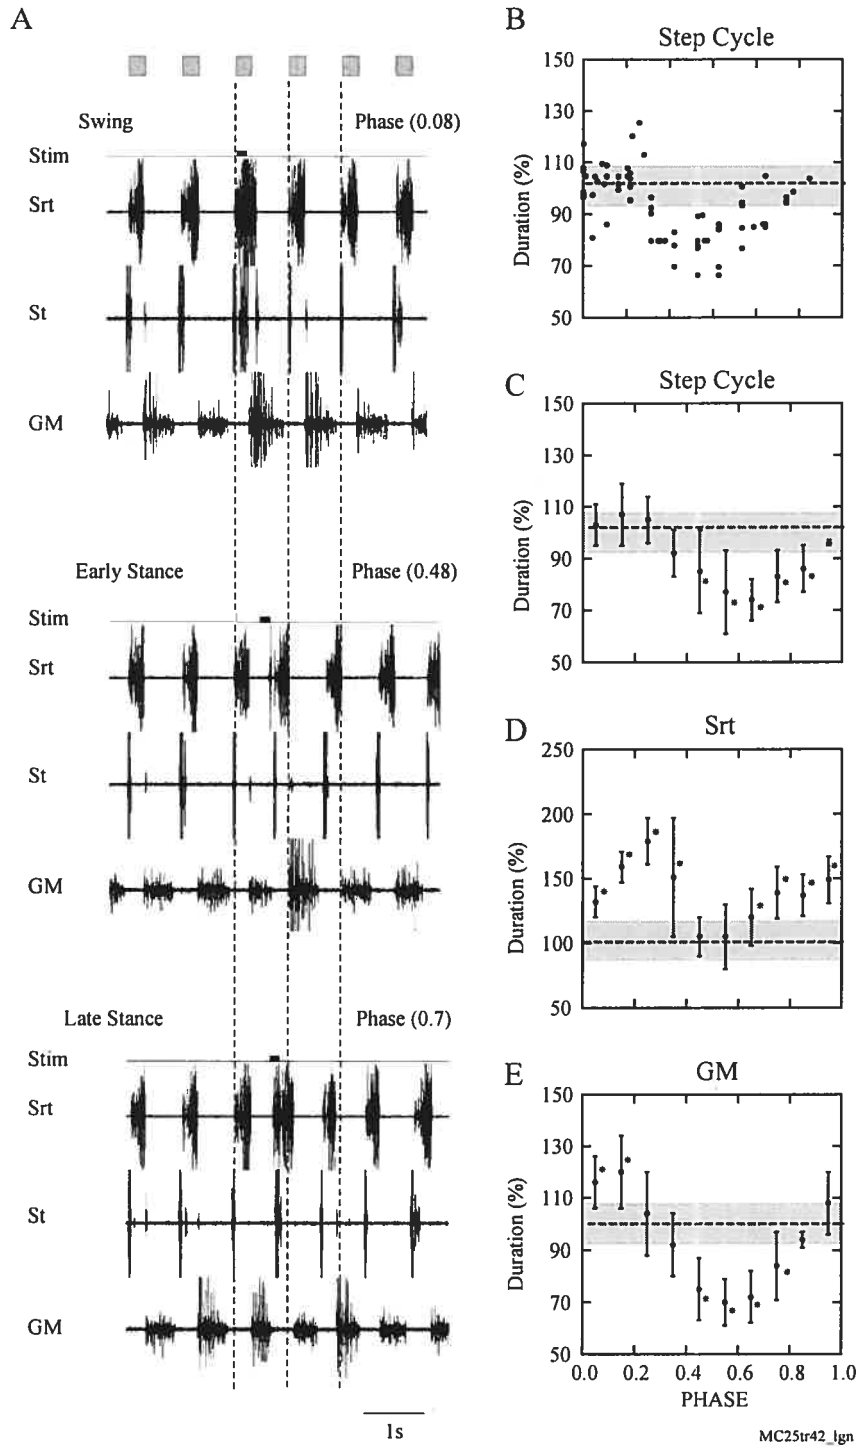 A
Swing
Phase (0.08)
Stim
Srt
St
GM
Early Stance
Phase (0.48)
Stim
Srt
St
GM
Late Stance
Phase (0.7)
Stim
Srt
St
GM
1s
B
Step Cycle
Duration (%)
150
130
110
90
70
50
C
Step Cycle
Duration (%)
150
130
110
90
70
50
D
Srt
Duration (%)
250
200
150
100
50
E
GM
Duration (%)
150
130
110
90
70
50
0.0 0.2 0.4 0.6 0.8 1.0
PHASE
MC25tr42_lgn